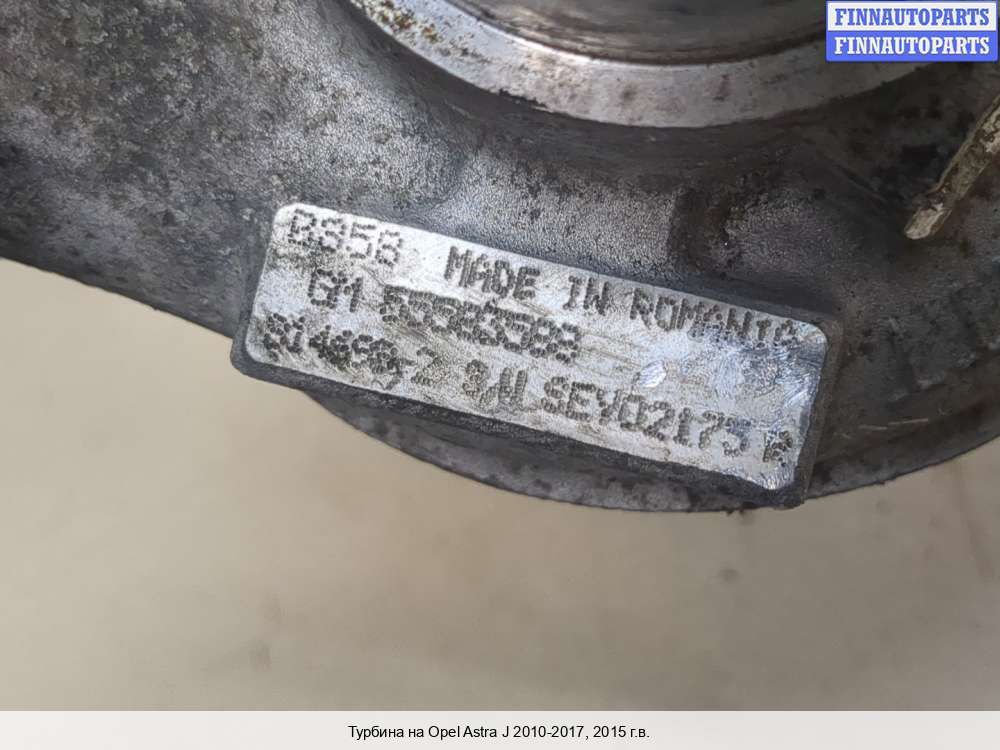 FINNAUTOPARTS
FINNAUTOPARTS
B358 MADE IN ROMANIA
GM 55583588
S/N SEY02175
Турбина на Opel Astra J 2010-2017, 2015 г.в.